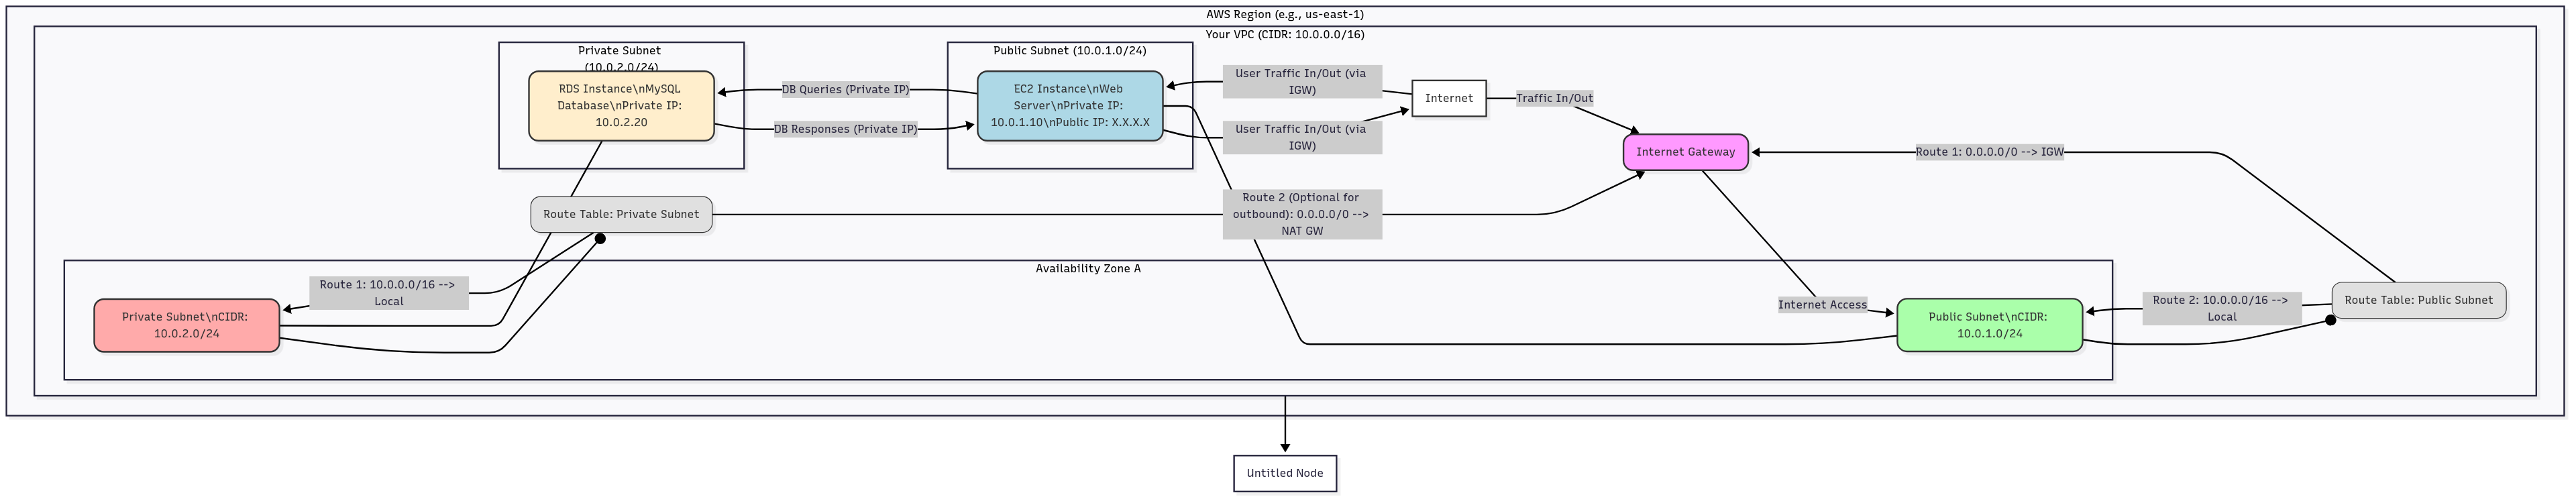 AWS Region (e.g., us-east-1)
Your VPC (CIDR: 10.0.0.0/16)
Private Subnet
(10.0.2.0/24)
RDS Instance\nMySQL
Database\nPrivate IP:
10.0.2.20
DB Queries (Private IP)
DB Responses (Private IP)
Public Subnet (10.0.1.0/24)
EC2 Instance\nWeb
Server\nPrivate IP:
10.0.1.10\nPublic IP: X.X.X.X
User Traffic In/Out (via
IGW)
User Traffic In/Out (via
IGW)
Internet
Traffic In/Out
Internet Gateway
Route 1: 0.0.0.0/0 --> IGW
Route Table: Private Subnet
Route 2 (Optional for
outbound): 0.0.0.0/0 -->
NAT GW
Availability Zone A
Route 1: 10.0.0.0/16 -->
Local
Private Subnet\nCIDR:
10.0.2.0/24
Internet Access
Public Subnet\nCIDR:
10.0.1.0/24
Route 2: 10.0.0.0/16 -->
Local
Route Table: Public Subnet
Untitled Node